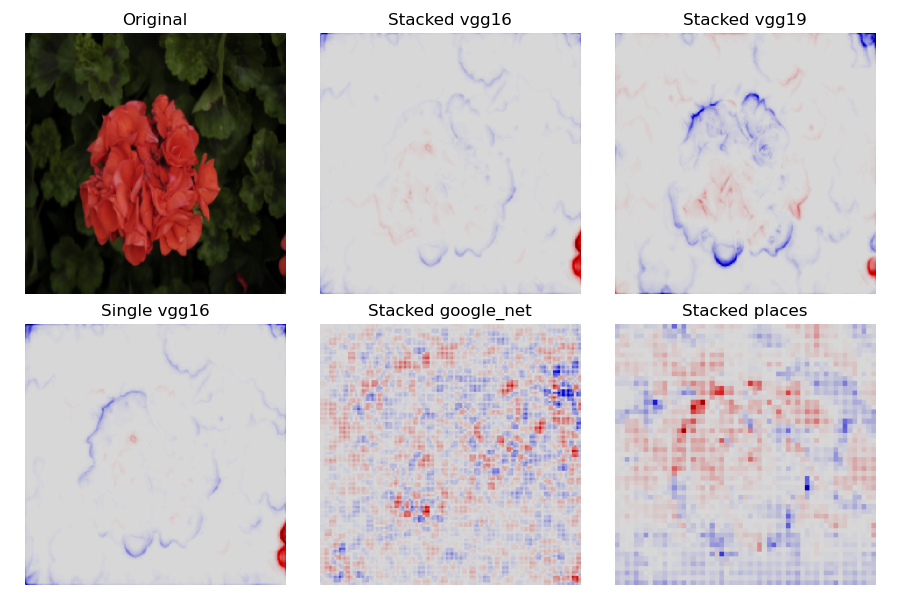 Original
Stacked vgg16
Stacked vgg19
Single vgg16
Stacked google_net
Stacked places